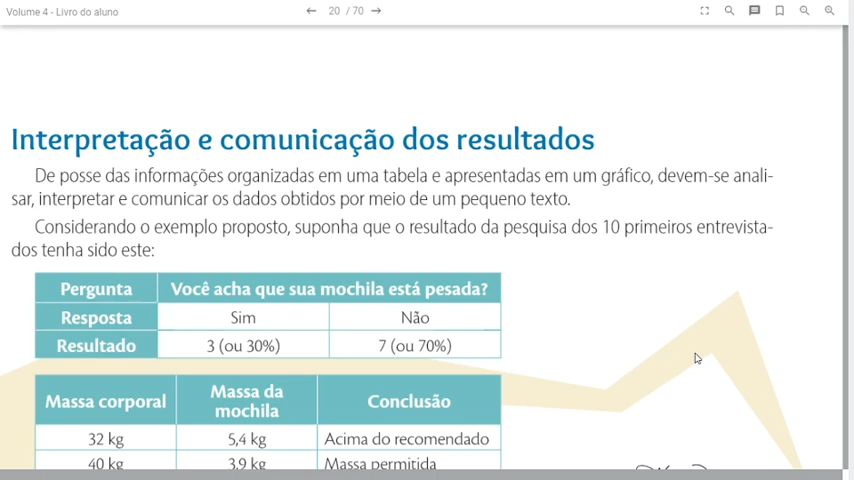 Volume 4 - Livro do aluno
20 / 70
Interpretação e comunicação dos resultados
De posse das informações organizadas em uma tabela e apresentadas em um gráfico, devem-se anali-
sar, interpretar e comunicar os dados obtidos por meio de um pequeno texto.
Considerando o exemplo proposto, suponha que o resultado da pesquisa dos 10 primeiros entrevista-
dos tenha sido este:
Pergunta Você acha que sua mochila está pesada?
Resposta Sim Não
Resultado 3 (ou 30%) 7 (ou 70%)
Massa corporal Massa da mochila Conclusão
32 kg 5,4 kg Acima do recomendado
40 kg 3,9 kg Massa permitida